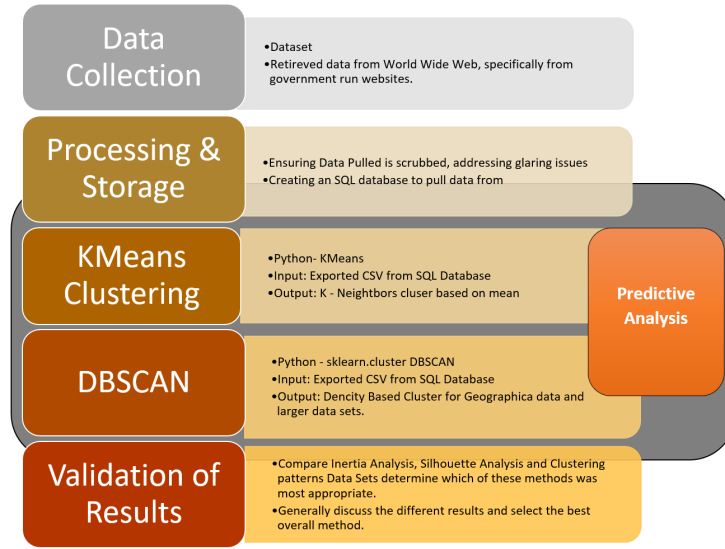 Data
Collection
•Dataset
•Retireved data from World Wide Web, specifically from
government run websites.
Processing &
Storage
•Ensuring Data Pulled is scrubbed, addressing glaring issues
•Creating an SQL database to pull data from
KMeans
Clustering
•Python- KMeans
•Input: Exported CSV from SQL Database
•Output: K - Neightbors cluser based on mean
Predictive
Analysis
DBSCAN
•Python - sklearn.cluster DBSCAN
•Input: Exported CSV from SQL Database
•Output: Dencity Based Cluster for Geographica data and
larger data sets.
Validation of
Results
•Compare Inertia Analysis, Silhouette Analysis and Clustering
patterns Data Sets determine which of these methods was
most appropriate.
•Generally discuss the different results and select the best
overall method.